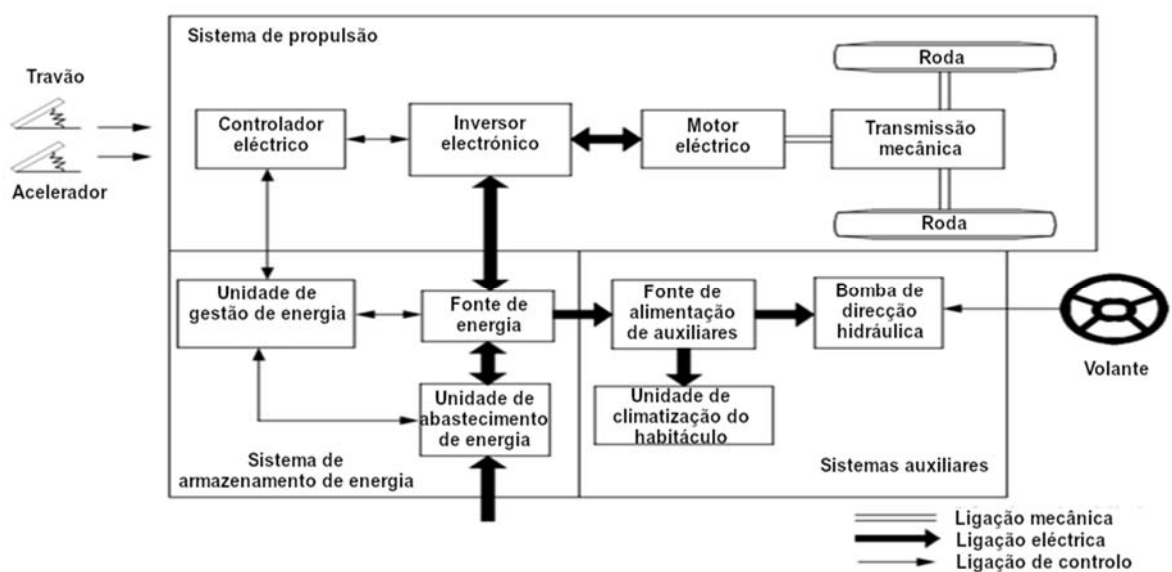 Sistema de propulsão
Travão
Acelerador
Controlador
eléctrico
Inversor
electrónico
Motor
eléctrico
Transmissão
mecânica
Roda
Roda
Unidade de
gestão de energia
Fonte de
energia
Unidade de
abastecimento
de energia
Sistema de
armazenamento de energia
Fonte de
alimentação
de auxiliares
Bomba de
direcção
hidráulica
Unidade de
climatização do
habitáculo
Sistemas auxiliares
Volante
Ligação mecânica
Ligação eléctrica
Ligação de controlo